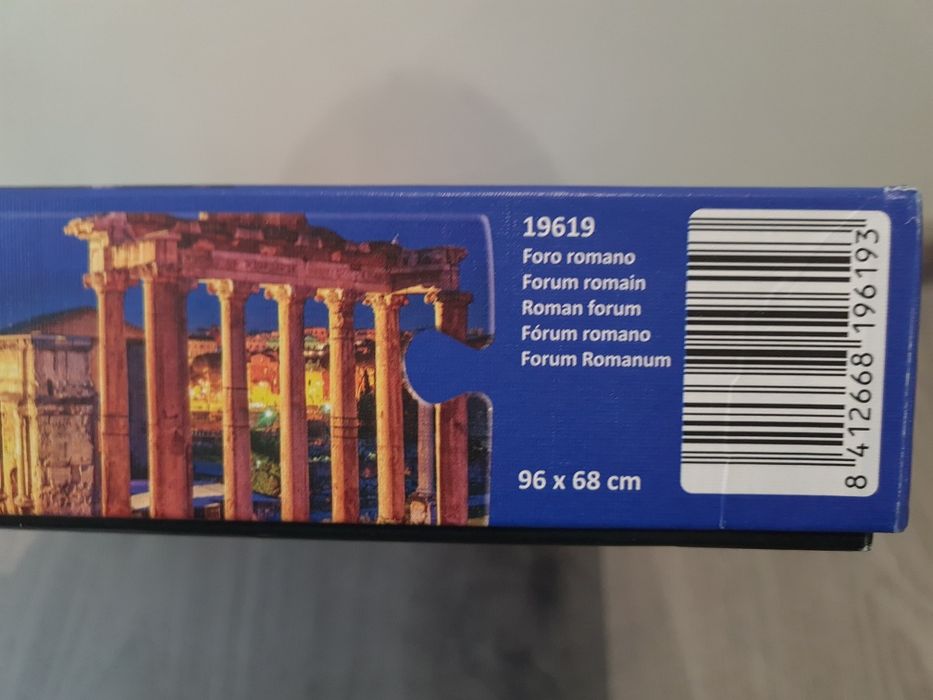 19619
Foro romano
Forum romain
Roman forum
Fórum romano
Forum Romanum
96 x 68 cm
8 412668 196193